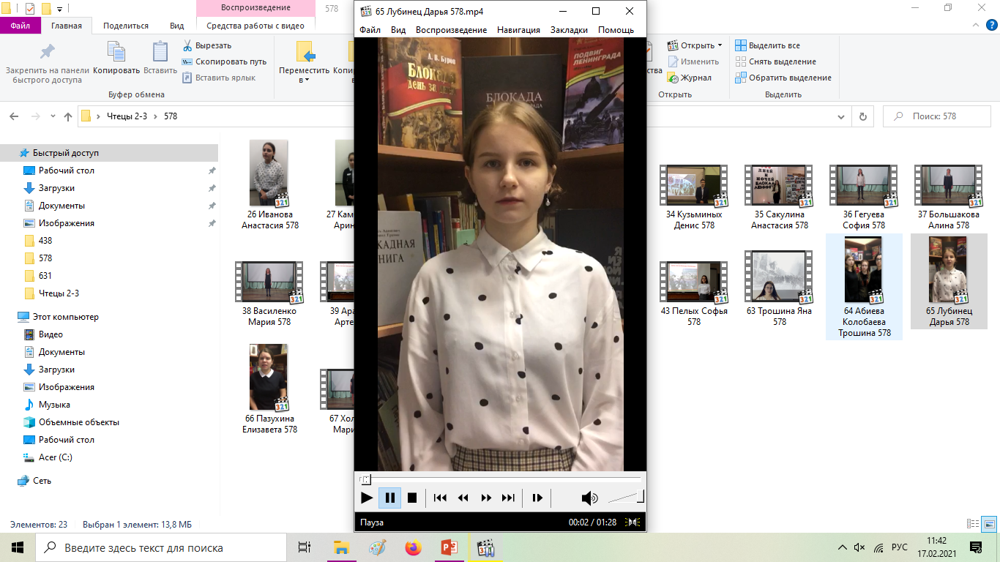 Воспроизведение
578
65 Лубинец Дарья 578.mp4
Файл
Главная
Поделиться
Вид
Средства работы с видео
Файл Вид Воспроизведение Навигация Закладки Помощь
Закрепить на панели
быстрого доступа
Копировать
Вставить
Вырезать
Скопировать путь
Вставить ярлык
Буфер обмена
Переместить
в
Открыть
Изменить
Журнал
Открыть
Выделить все
Снять выделение
Обратить выделение
Выделить
Чтецы 2-3
578
Поиск: 578
Быстрый доступ
Рабочий стол
Загрузки
Документы
Изображения
438
578
631
Чтецы 2-3
Этот компьютер
Видео
Документы
Загрузки
Изображения
Музыка
Объемные объекты
Рабочий стол
Acer (C:)
Сеть
26 Иванова
Анастасия 578
34 Кузьминых
Денис 578
35 Сакулина
Анастасия 578
36 Гегуева
София 578
37 Большакова
Алина 578
38 Василенко
Мария 578
43 Пелых Софья
578
63 Трошина Яна
578
64 Абиева
Колобаева
Трошина 578
65 Лубинец
Дарья 578
66 Пазухина
Елизавета 578
А. В. Буров
БЛОКАДА
ПОДВИГ
ЛЕНИНГРАДА
БЛОКАДА
КНИГА
Пауза
00:02 / 01:28
Элементов: 23
Выбран 1 элемент: 13,8 МБ
Введите здесь текст для поиска
РУС
11:42
17.02.2021